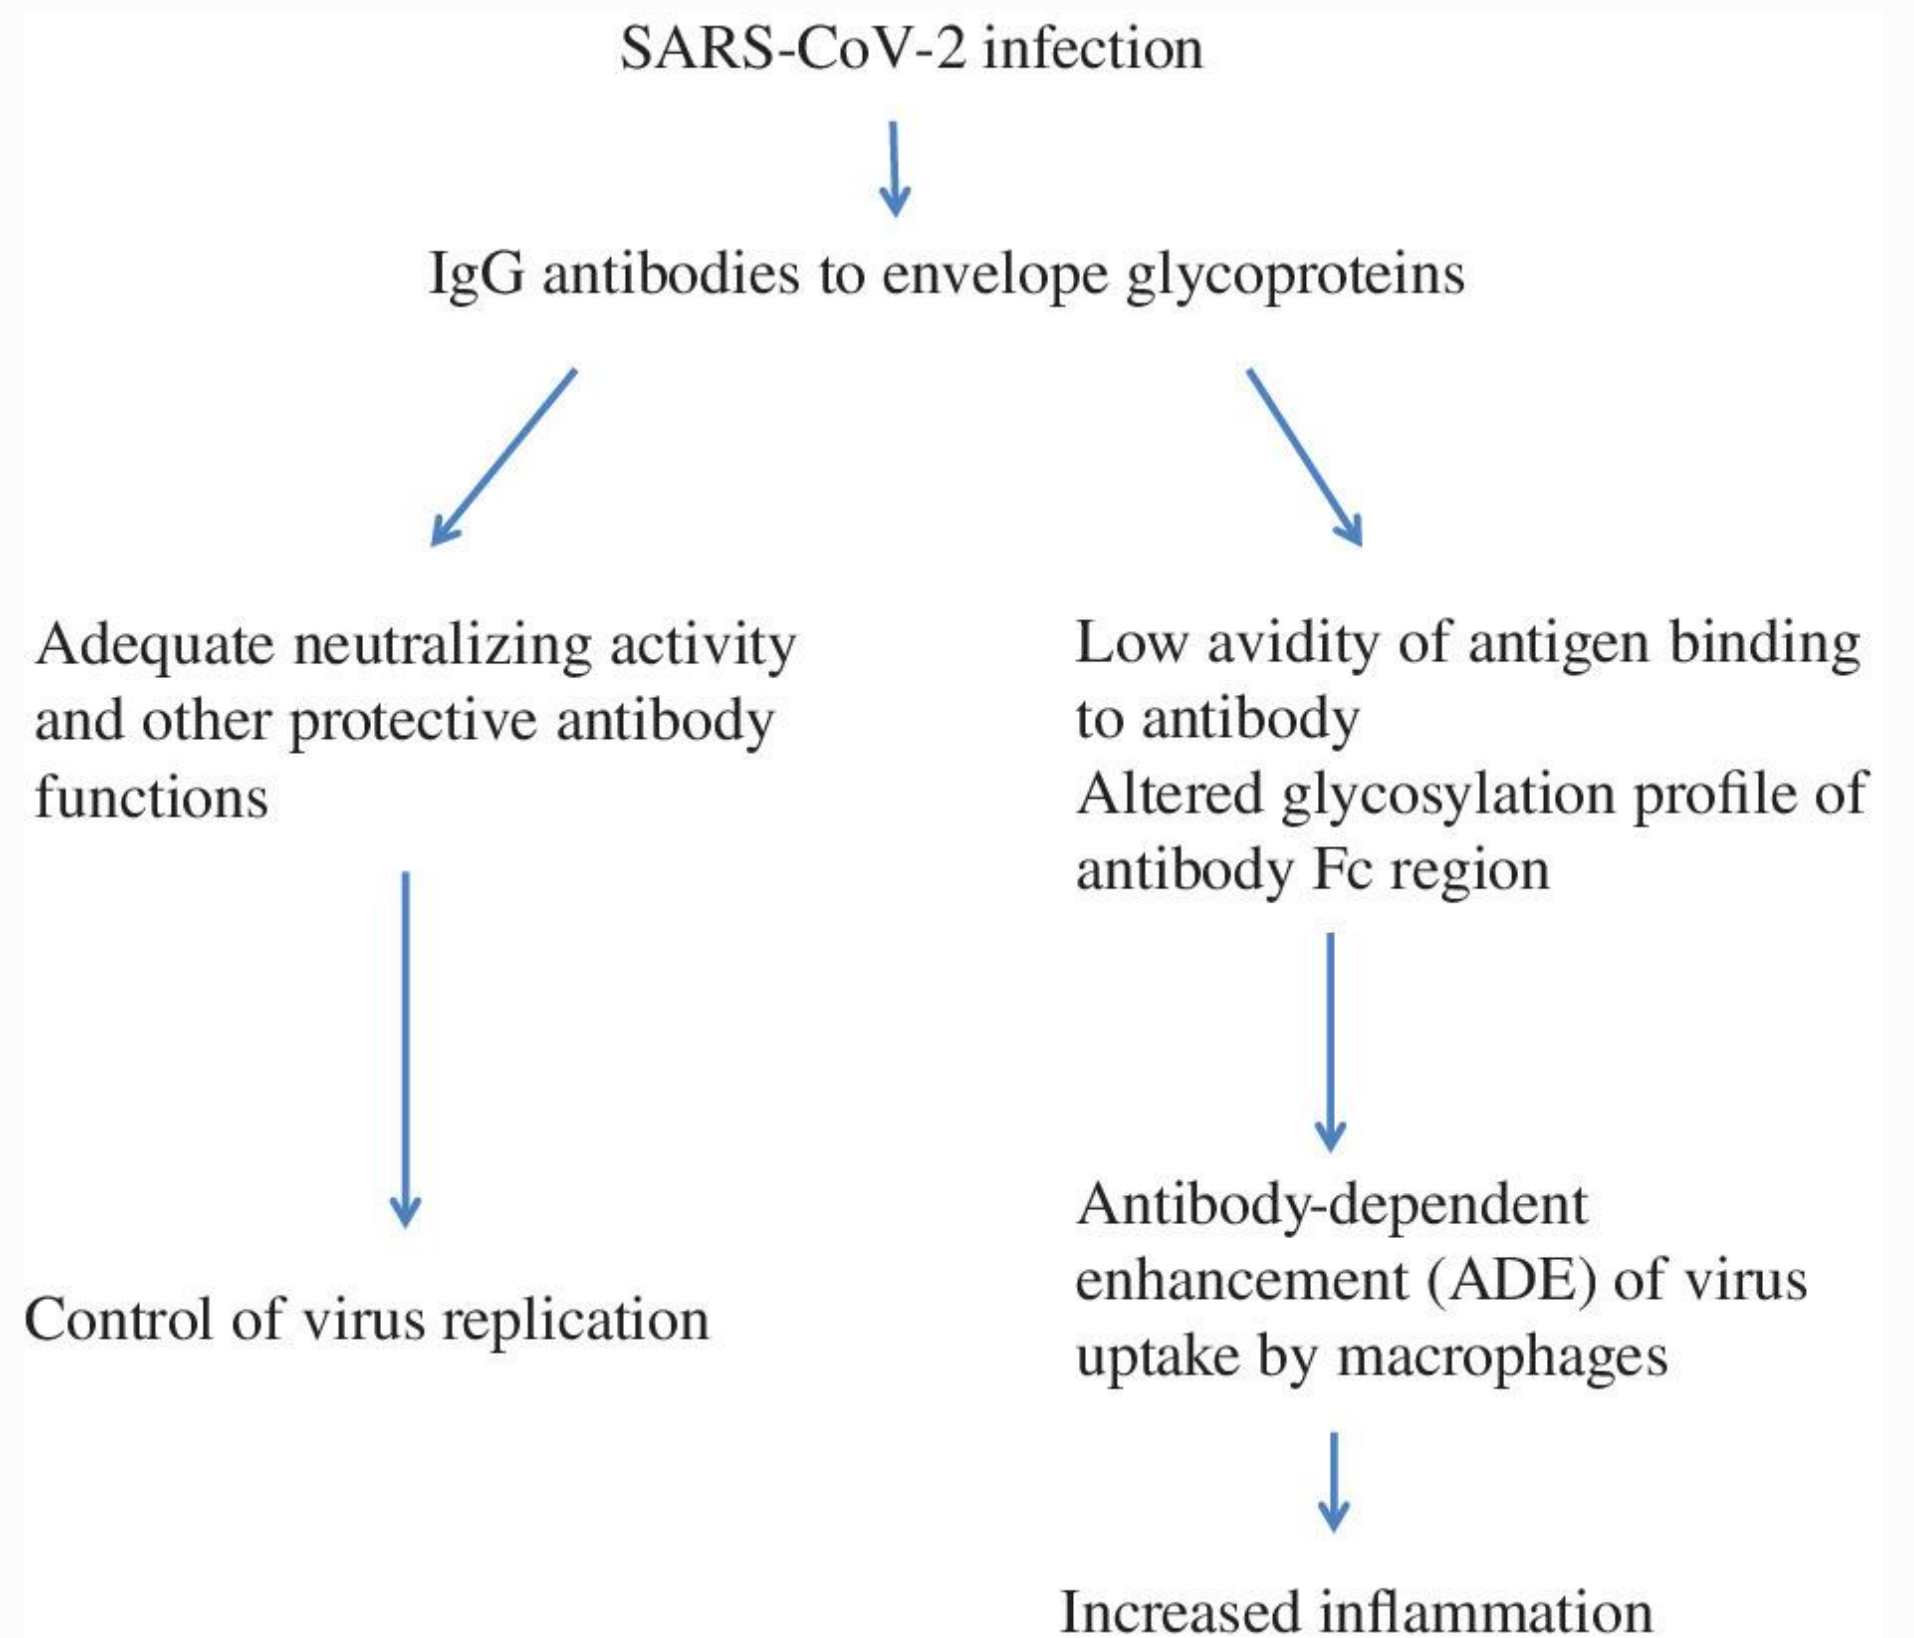 SARS-CoV-2 infection
IgG antibodies to envelope glycoproteins
Adequate neutralizing activity
and other protective antibody
functions
Control of virus replication
Low avidity of antigen binding
to antibody
Altered glycosylation profile of
antibody Fc region
Antibody-dependent
enhancement (ADE) of virus
uptake by macrophages
Increased inflammation